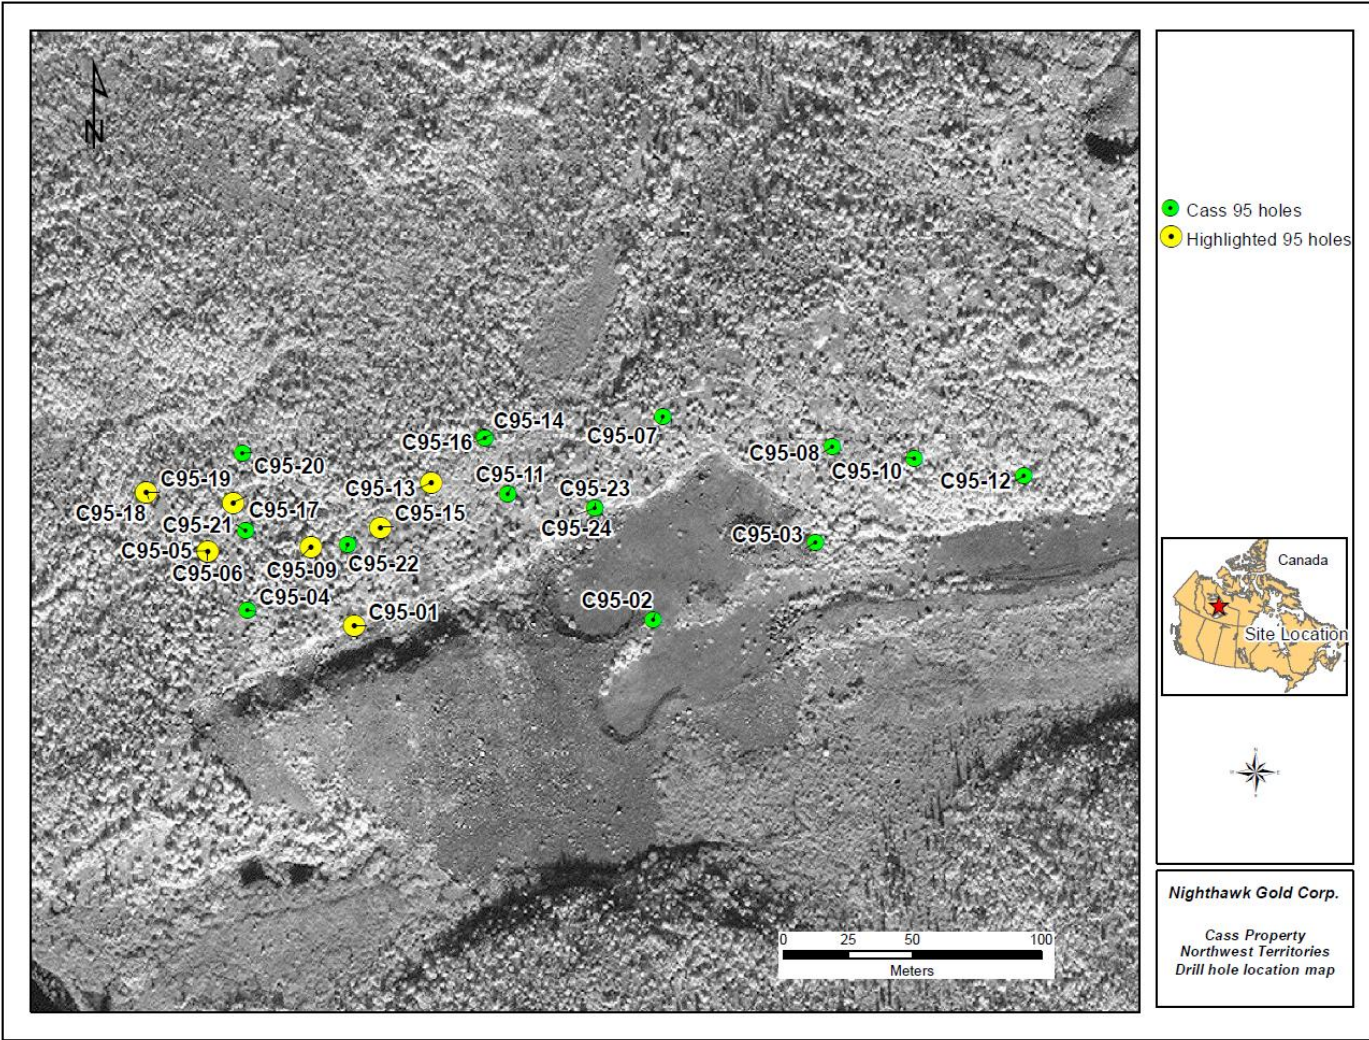 N
C95-14
C95-16
C95-07
C95-08
C95-10
C95-12
C95-20
C95-19
C95-18
C95-13
C95-11
C95-23
C95-24
C95-17
C95-21
C95-15
C95-03
C95-05
C95-06
C95-09
C95-22
C95-04
C95-01
C95-02
0 25 50 100
Meters
Cass 95 holes
Highlighted 95 holes
Canada
Site Location
N
W E
Nighthawk Gold Corp.
Cass Property
Northwest Territories
Drill hole location map